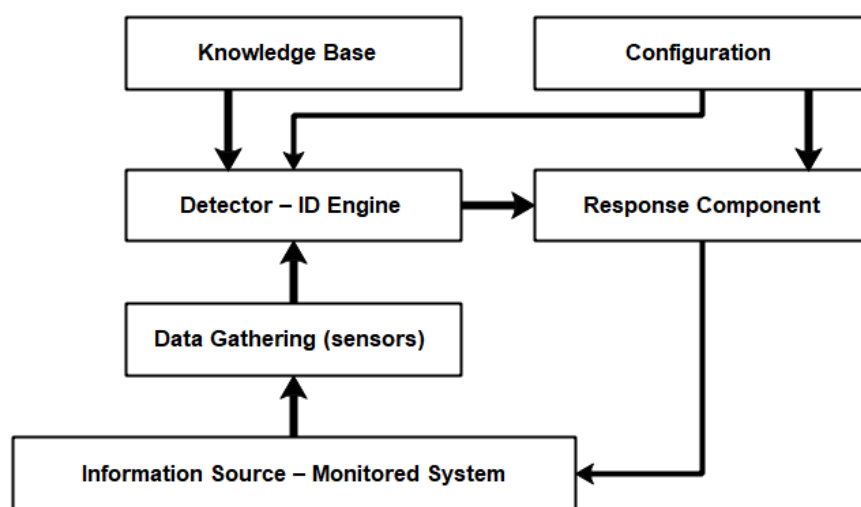 Knowledge Base
Configuration
Detector – ID Engine
Response Component
Data Gathering (sensors)
Information Source – Monitored System